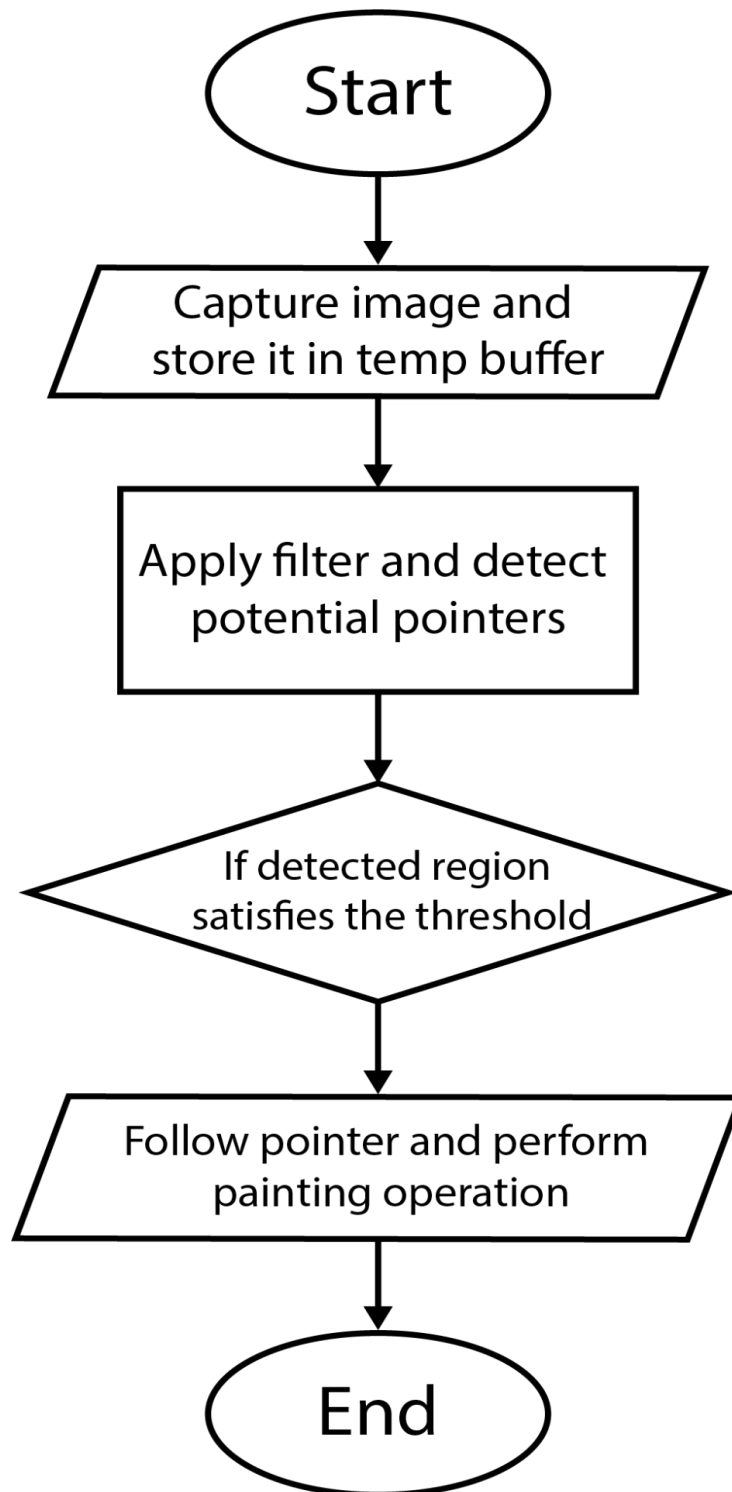 Start
Capture image and
store it in temp buffer
Apply filter and detect
potential pointers
If detected region
satisfies the threshold
Follow pointer and perform
painting operation
End